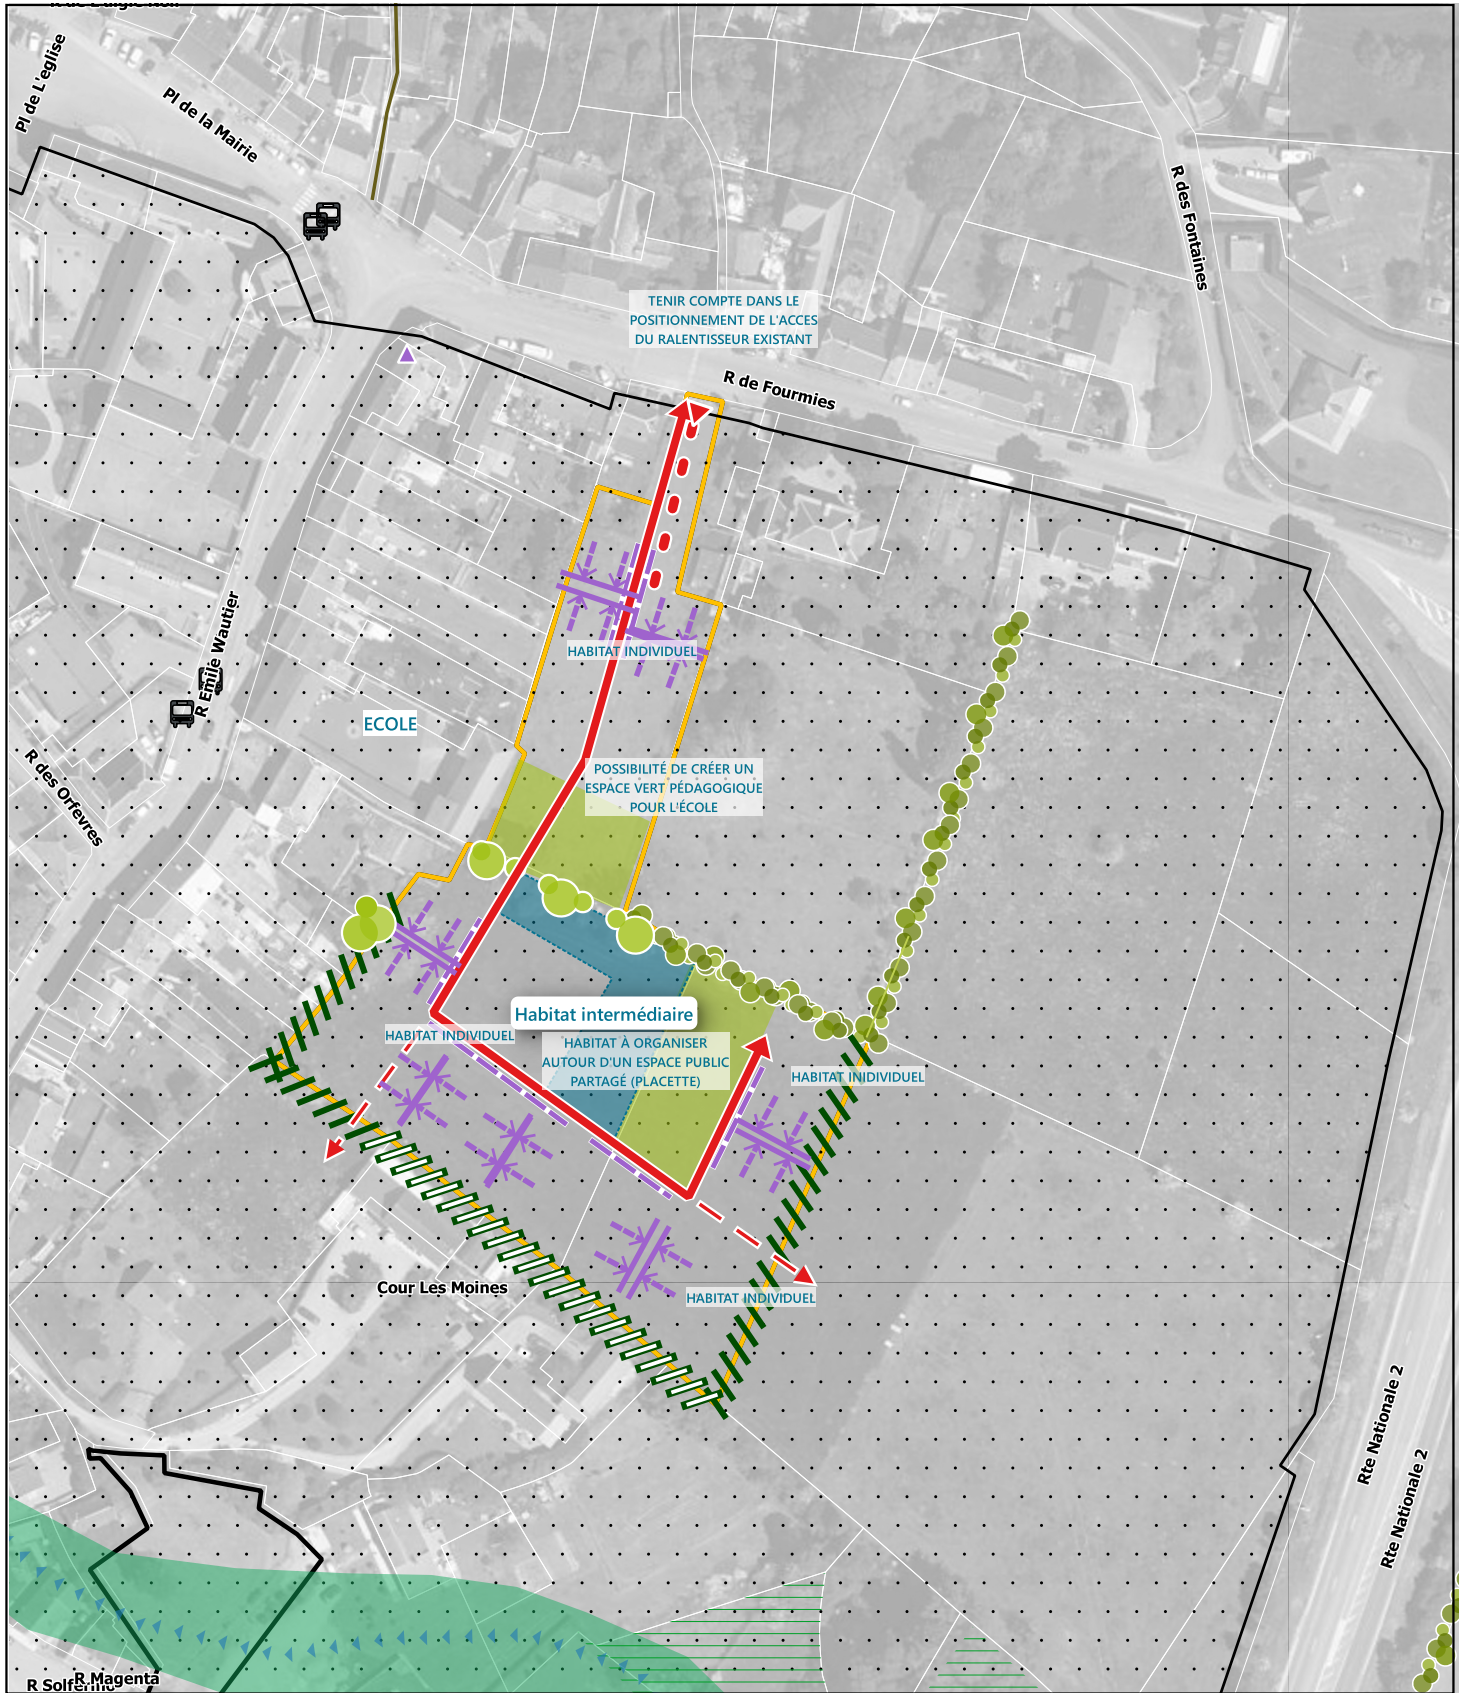 Pl de L'eglise
Pl de la Mairie
R des Fontaines
TENIR COMPTE DANS LE
POSITIONNEMENT DE L'ACCES
DU RALENTISSEUR EXISTANT
R de Fourmies
R Emile Wautier
HABITAT INDIVIDUEL
ECOLE
R des Orfevres
POSSIBILITÉ DE CRÉER UN
ESPACE VERT PÉDAGOGIQUE
POUR L'ÉCOLE
Habitat intermédiaire
HABITAT INDIVIDUEL
HABITAT À ORGANISER
AUTOUR D'UN ESPACE PUBLIC
PARTAGÉ (PLACETTE)
HABITAT INIDIVIDUEL
Cour Les Moines
HABITAT INDIVIDUEL
Rte Nationale 2
Rte Nationale 2
R Magenta
R Solferino